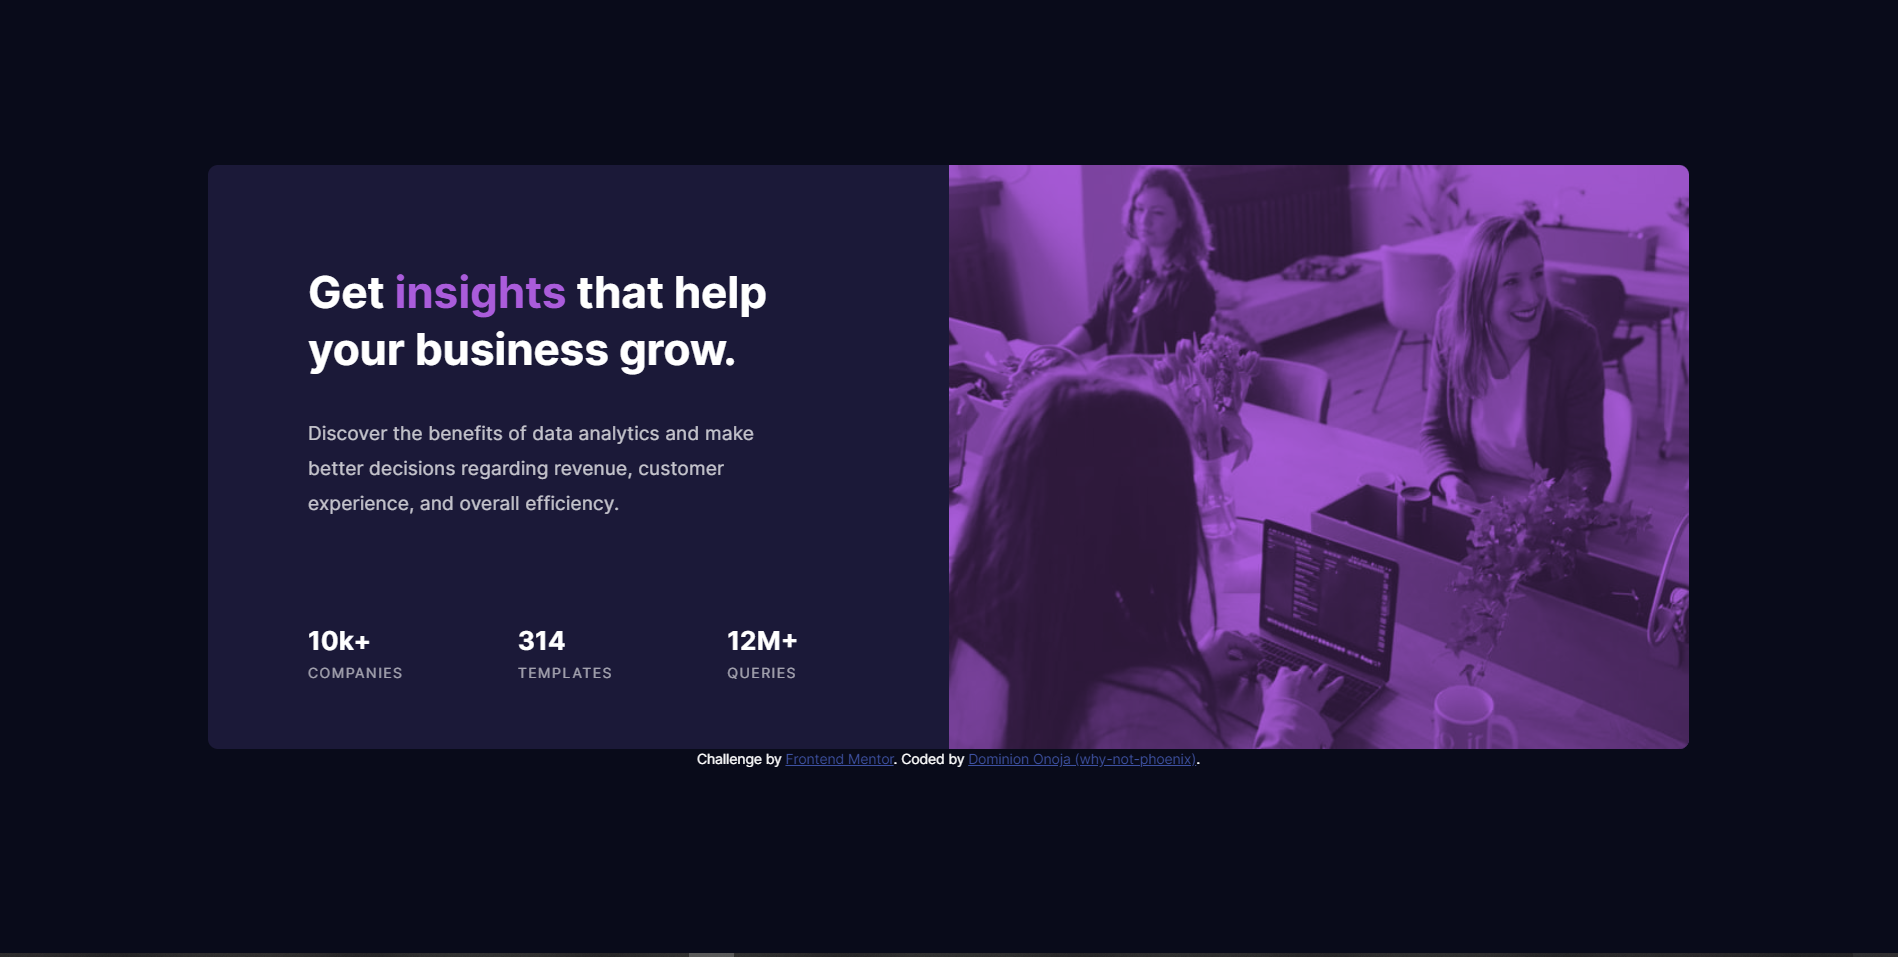 Get insights that help
your business grow.
Discover the benefits of data analytics and make
better decisions regarding revenue, customer
experience, and overall efficiency.
10k+ 314 12M+
COMPANIES TEMPLATES QUERIES
Challenge by Frontend Mentor. Coded by Dominion Onoja (why-not-phoenix).